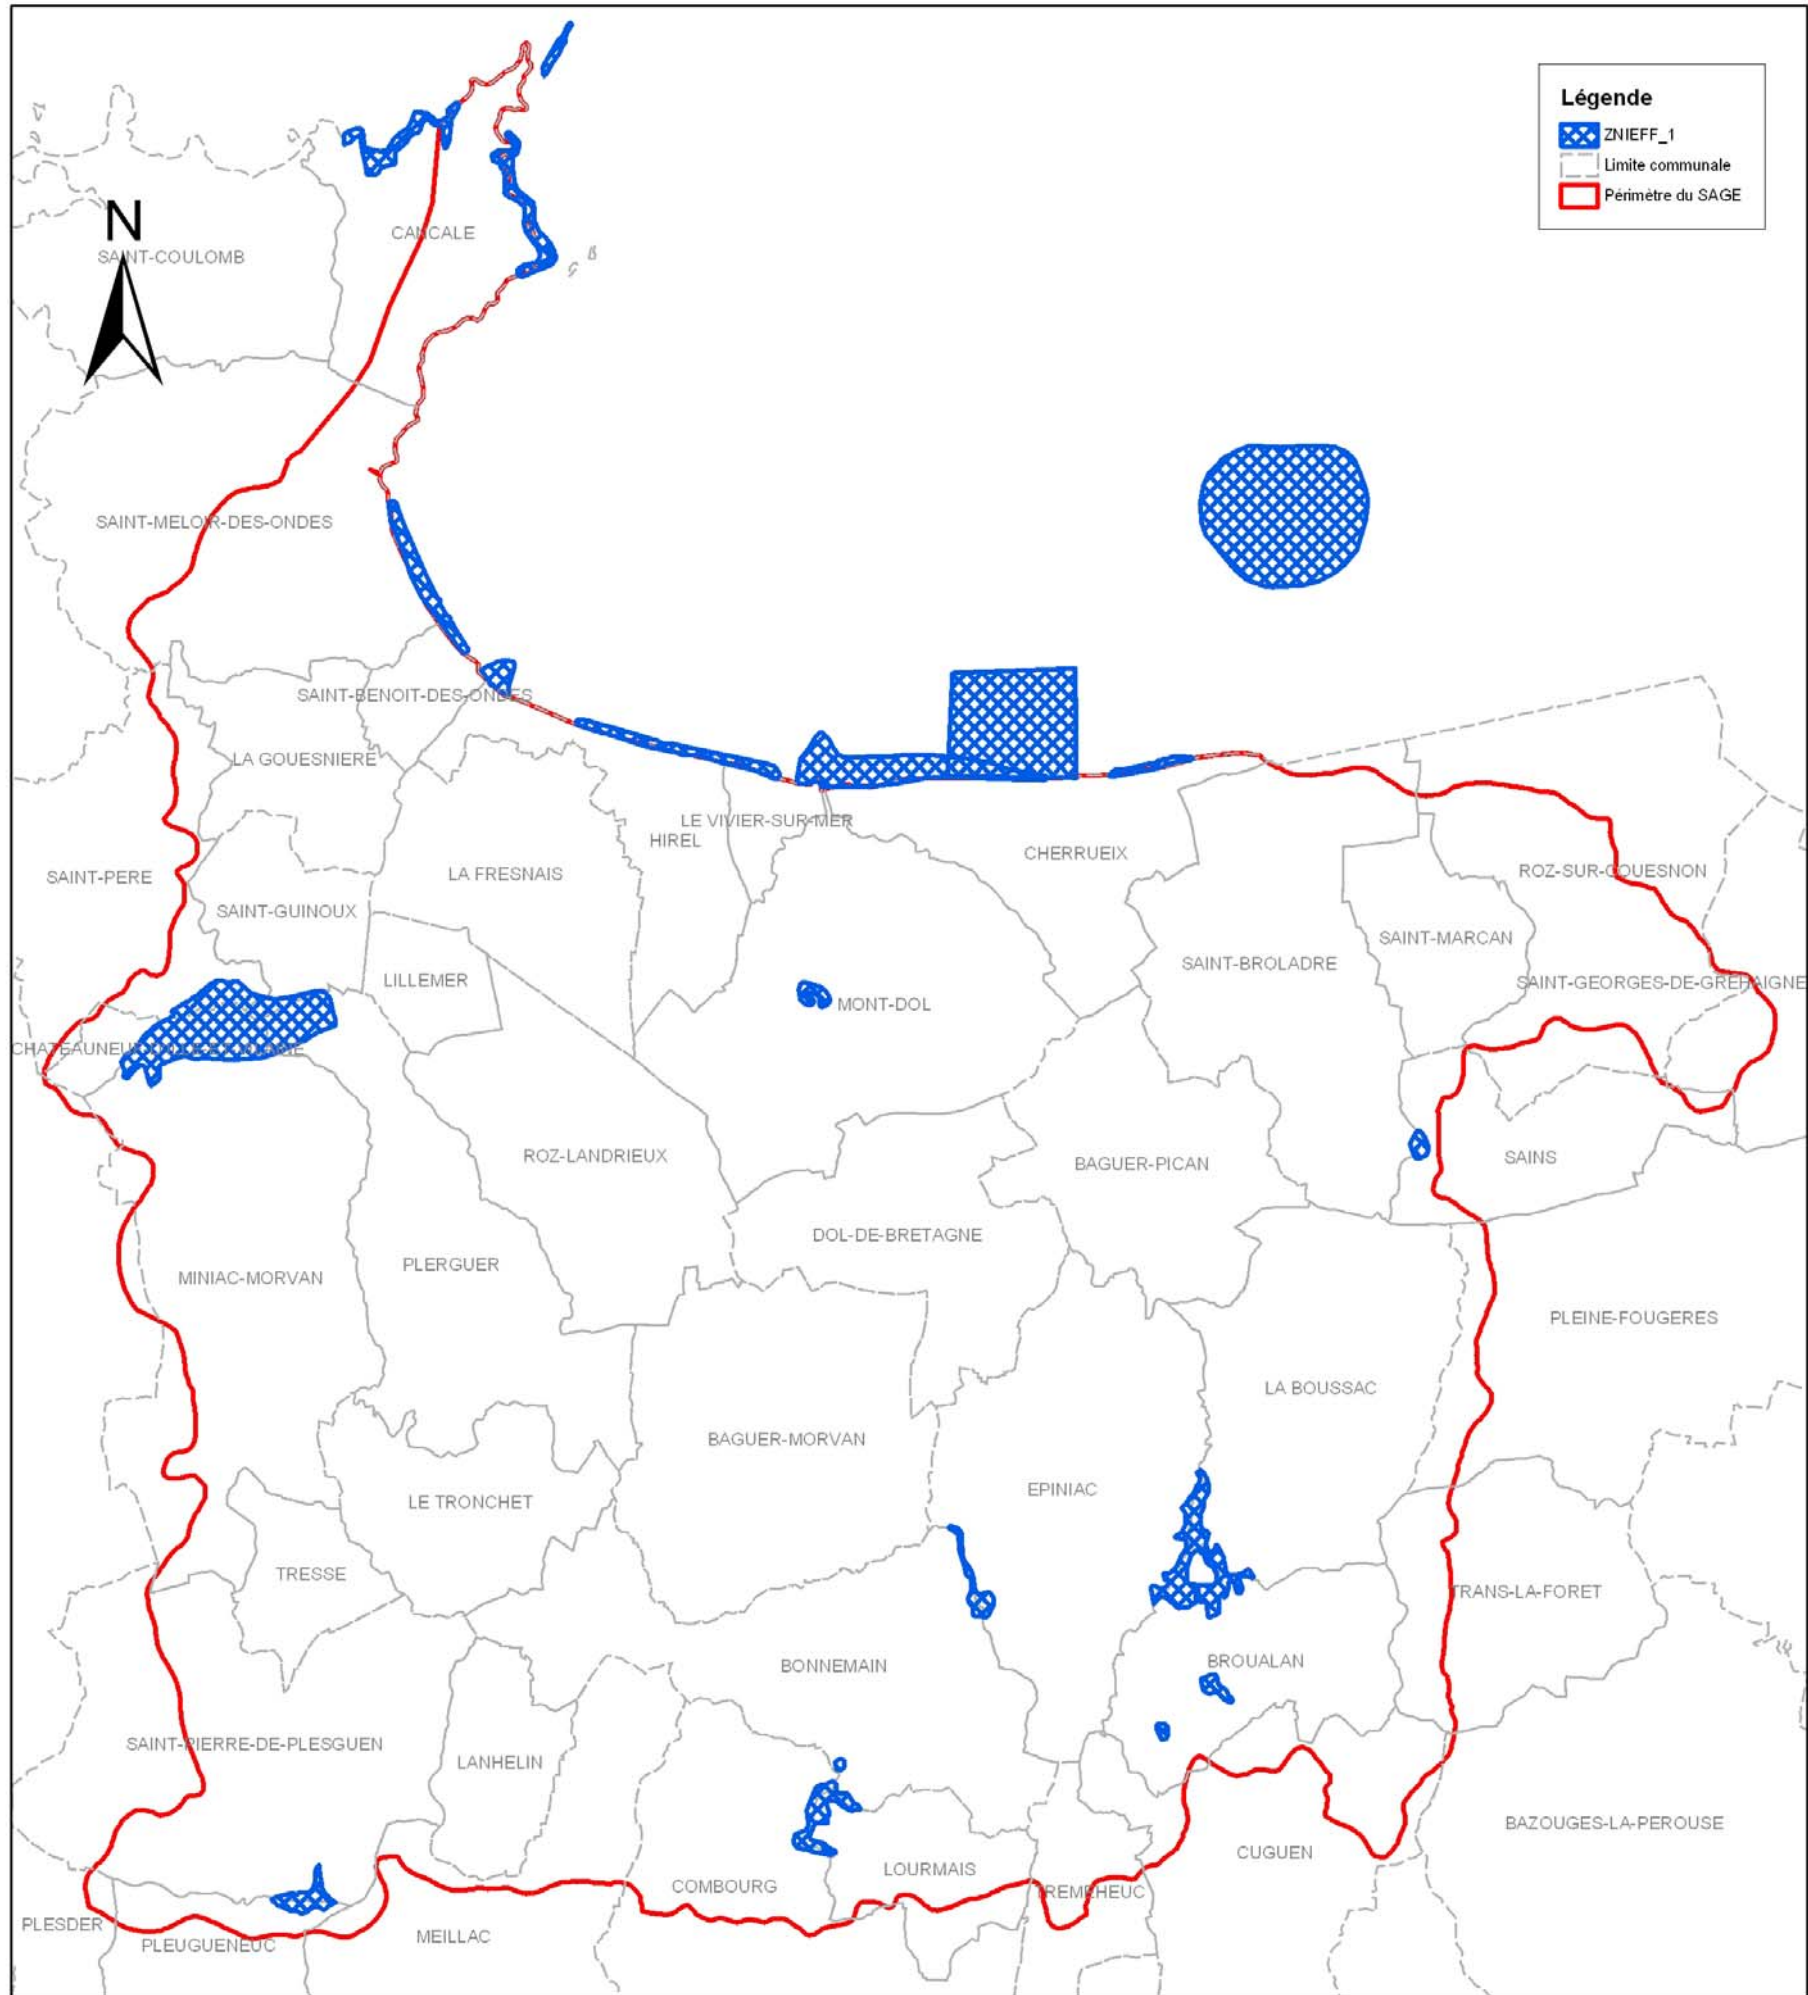 Légende
ZNIEFF_1
Limite communale
Périmètre du SAGE
N
CANCALE
SAINT-COULOMB
SAINT-MELOIR-DES-ONDES
SAINT-BENOIT-DES-ONDES
LA GOUESNIERE
LE VIVIER-SUR-MER
HIREL
CHERRUEIX
ROZ-SUR-COUESNON
SAINT-PERE
LA FRESNAIS
SAINT-GUINOUX
SAINT-MARCAN
SAINT-BROLADRE
LILLEMER
SAINT-GEORGES-DE-GREHAIGNE
MONT-DOL
ROZ-LANDRIEUX
BAGUER-PICAN
SAINS
DOL-DE-BRETAGNE
PLERGUER
MINIAC-MORVAN
PLEINE-FOUGERES
LA BOUSSAC
BAGUER-MORVAN
EPINIAC
LE TRONCHET
TRESSE
TRANS-LA-FORET
BROUALAN
BONNEMAIN
SAINT-PIERRE-DE-PLESGUEN
LANHELIN
BAZOUGES-LA-PEROUSE
CUGUEN
LOURMAIS
COMBOURG
TREMEHEUC
PLESDER
MEILLAC
PLEUGUENEUC